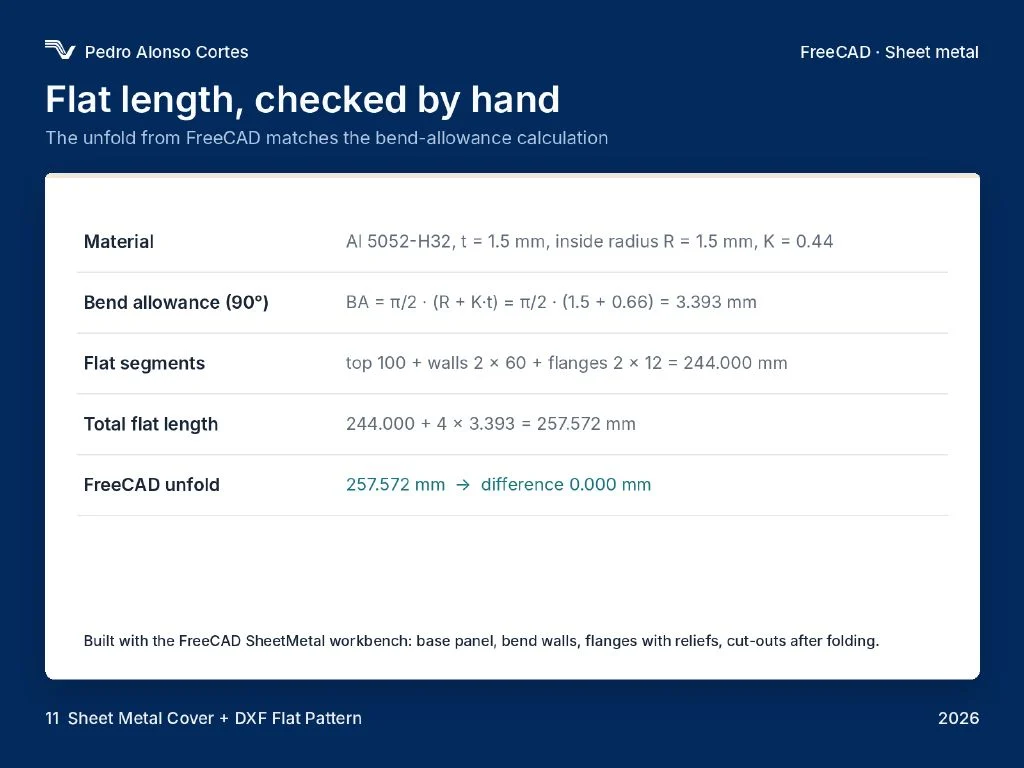 Pedro Alonso Cortes
FreeCAD · Sheet metal
Flat length, checked by hand
The unfold from FreeCAD matches the bend-allowance calculation
Material
Al 5052-H32, t = 1.5 mm, inside radius R = 1.5 mm, K = 0.44
Bend allowance (90°)
BA = π/2 · (R + K·t) = π/2 · (1.5 + 0.66) = 3.393 mm
Flat segments
top 100 + walls 2 × 60 + flanges 2 × 12 = 244.000 mm
Total flat length
244.000 + 4 × 3.393 = 257.572 mm
FreeCAD unfold
257.572 mm → difference 0.000 mm
Built with the FreeCAD SheetMetal workbench: base panel, bend walls, flanges with reliefs, cut-outs after folding.
11 Sheet Metal Cover + DXF Flat Pattern
2026